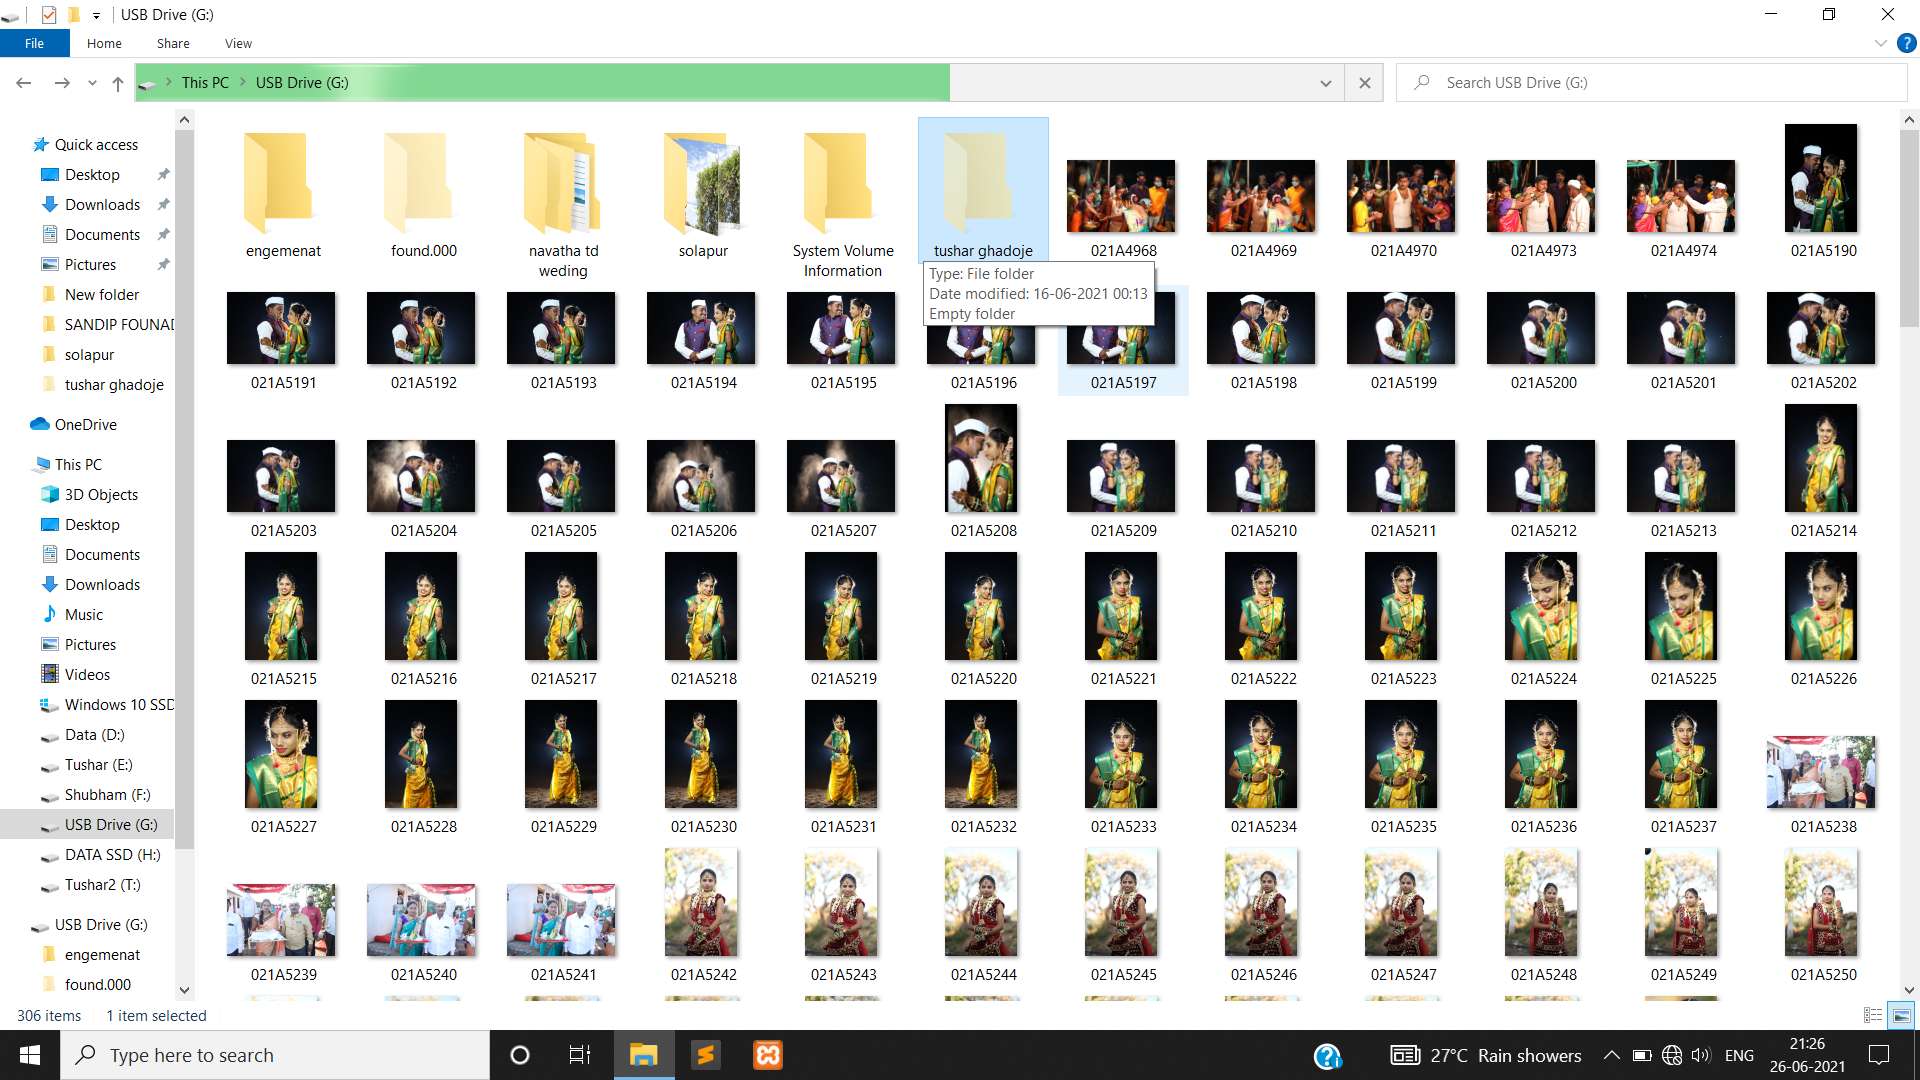 USB Drive (G:)
File
Home
Share
View
This PC
USB Drive (G:)
Search USB Drive (G:)
Quick access
Desktop
Downloads
Documents
Pictures
New folder
SANDIP FOUNAD
solapur
tushar ghadoje
OneDrive
This PC
3D Objects
Desktop
Documents
Downloads
Music
Pictures
Videos
Windows 10 SSD
Data (D:)
Tushar (E:)
Shubham (F:)
USB Drive (G:)
DATA SSD (H:)
Tushar2 (T:)
USB Drive (G:)
engemenat
found.000
engemenat
found.000
navatha td
weding
solapur
System Volume
Information
tushar ghadoje
021A4968
021A4969
021A4970
021A4973
021A4974
021A5190
Type: File folder
Date modified: 16-06-2021 00:13
Empty folder
021A5191
021A5192
021A5193
021A5194
021A5195
021A5196
021A5197
021A5198
021A5199
021A5200
021A5201
021A5202
021A5203
021A5204
021A5205
021A5206
021A5207
021A5208
021A5209
021A5210
021A5211
021A5212
021A5213
021A5214
021A5215
021A5216
021A5217
021A5218
021A5219
021A5220
021A5221
021A5222
021A5223
021A5224
021A5225
021A5226
021A5227
021A5228
021A5229
021A5230
021A5231
021A5232
021A5233
021A5234
021A5235
021A5236
021A5237
021A5238
021A5239
021A5240
021A5241
021A5242
021A5243
021A5244
021A5245
021A5246
021A5247
021A5248
021A5249
021A5250
306 items
1 item selected
Type here to search
27°C Rain showers
ENG
21:26
26-06-2021